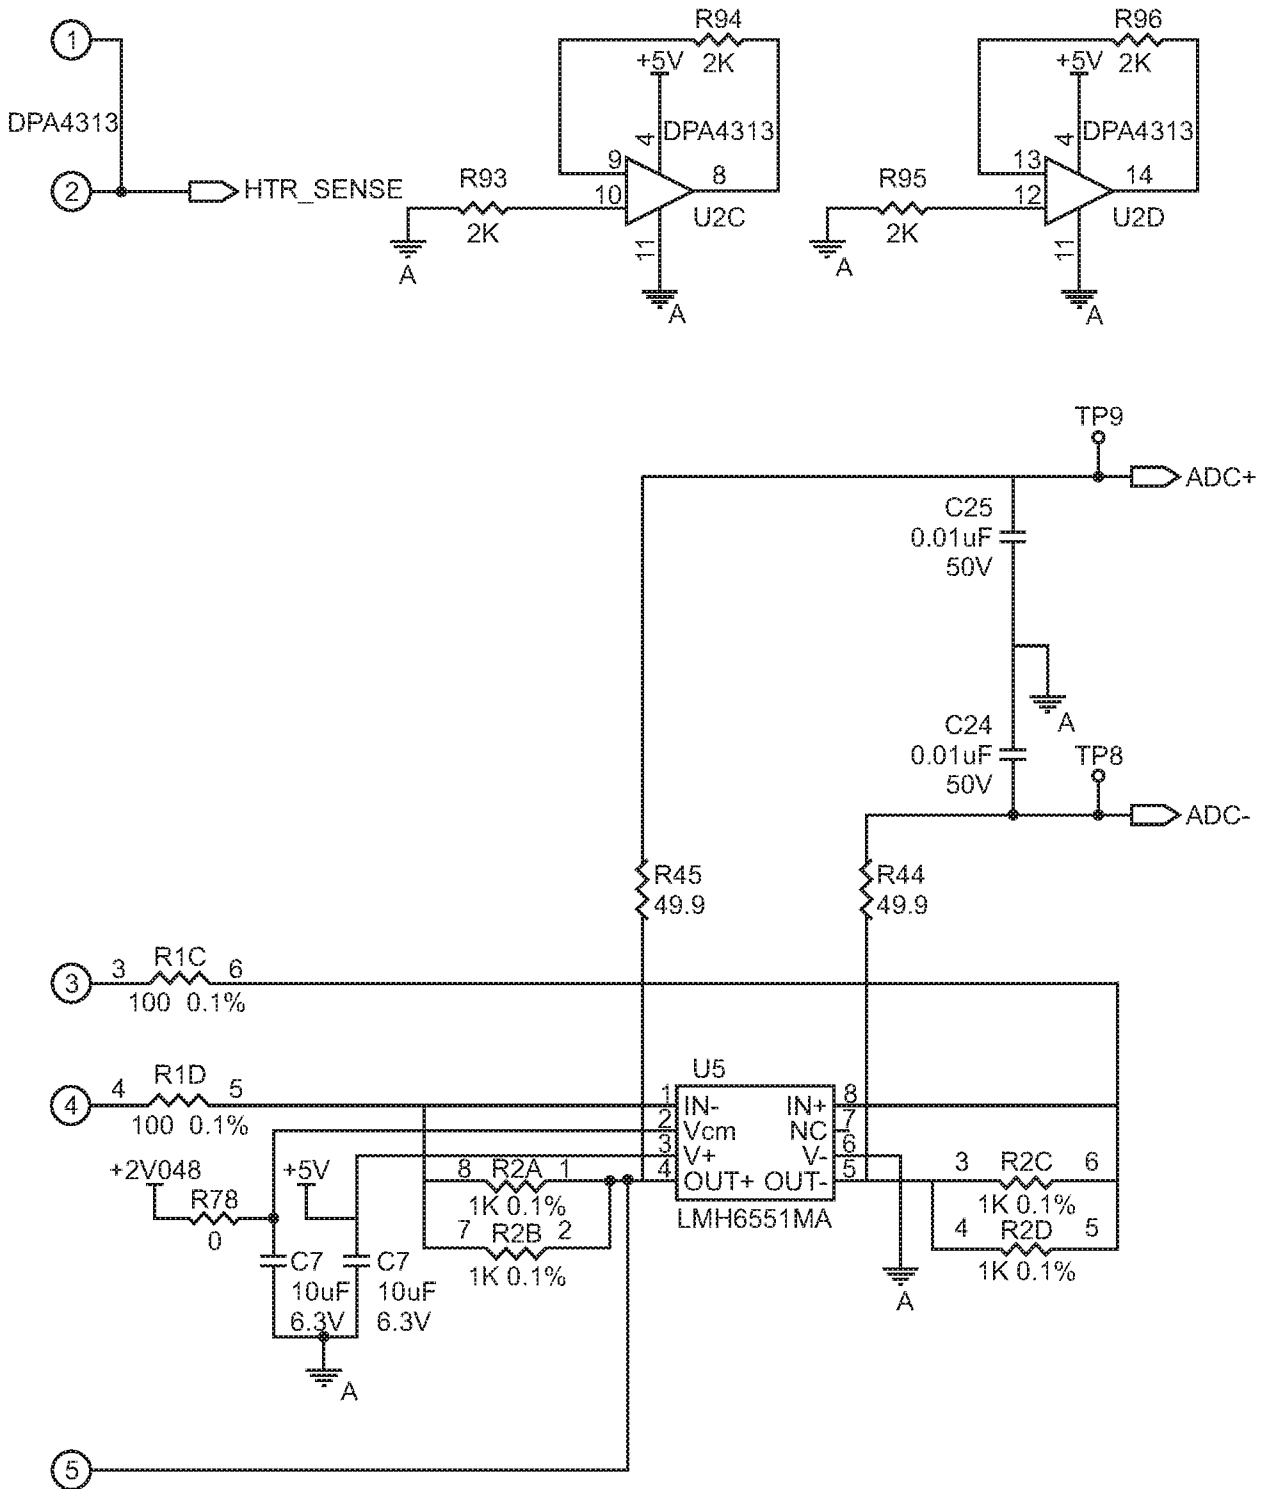 1
R94
R96
+5V
2K
+5V
2K
DPA4313
4
DPA4313
4
DPA4313
9
8
13
14
2
HTR_SENSE
R93
10
R95
12
2K
U2C
2K
U2D
11
11
A
A
A
A
TP9
ADC+
C25
0.01uF
50V
A
C24
0.01uF
50V
TP8
ADC-
R45
49.9
R44
49.9
3
3
R1C
6
100 0.1%
4
4
R1D
5
100 0.1%
U5
1
IN-
IN+
8
2
Vcm
NC
7
3
V+
V-
6
4
OUT+
OUT-
5
LMH6551MA
+2V048
+5V
8
R2A
1
1K 0.1%
3
R2C
6
1K 0.1%
R78
0
7
R2B
2
1K 0.1%
4
R2D
5
1K 0.1%
C7
10uF
6.3V
C7
10uF
6.3V
A
A
5